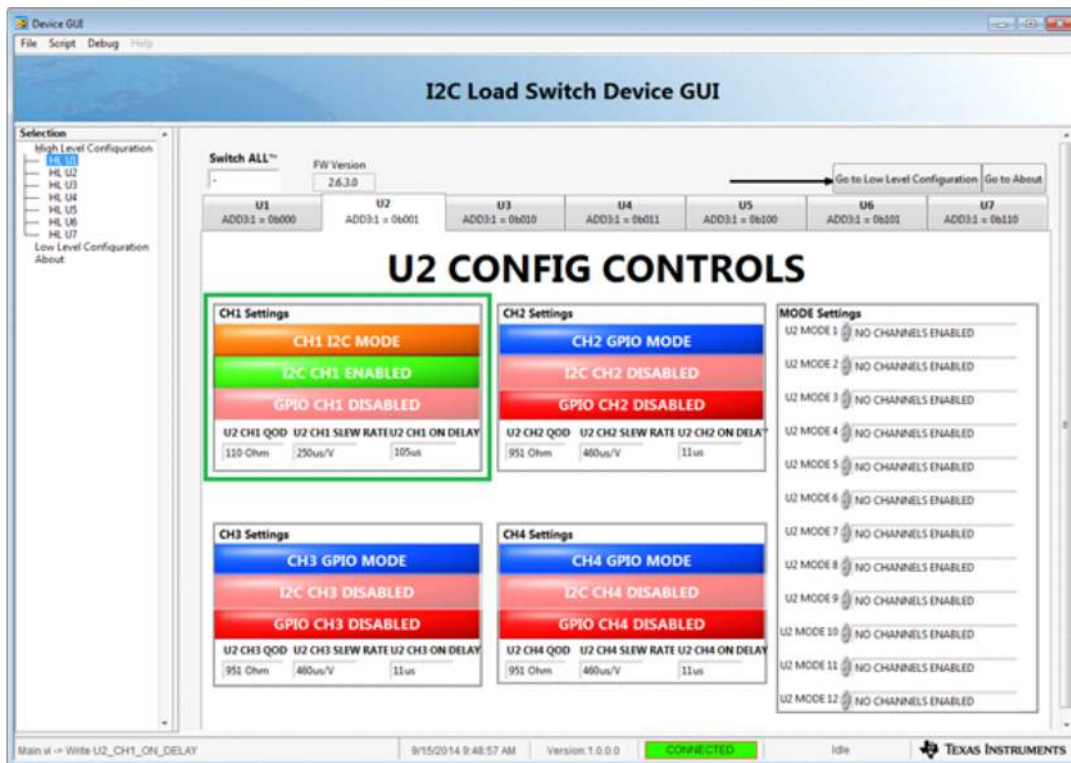 Device GUI
File Script Debug Help
I2C Load Switch Device GUI
Selection
High Level Configuration
HL U1
HL U2
HL U3
HL U4
HL U5
HL U6
HL U7
Low Level Configuration
About
Switch ALL™
-
FW Version
2.6.3.0
Go to Low Level Configuration Go to About
U1 U2 U3 U4 U5 U6 U7
ADD3:1 = 0b000 ADD3:1 = 0b001 ADD3:1 = 0b010 ADD3:1 = 0b011 ADD3:1 = 0b100 ADD3:1 = 0b101 ADD3:1 = 0b110
U2 CONFIG CONTROLS
CH1 Settings
CH1 I2C MODE
I2C CH1 ENABLED
GPIO CH1 DISABLED
U2 CH1 QOD U2 CH1 SLEW RATE U2 CH1 ON DELAY
110 Ohm 250us/V 105us
CH2 Settings
CH2 GPIO MODE
I2C CH2 DISABLED
GPIO CH2 DISABLED
U2 CH2 QOD U2 CH2 SLEW RATE U2 CH2 ON DELA
951 Ohm 460us/V 11us
CH3 Settings
CH3 GPIO MODE
I2C CH3 DISABLED
GPIO CH3 DISABLED
U2 CH3 QOD U2 CH3 SLEW RATE U2 CH3 ON DELAY
951 Ohm 460us/V 11us
CH4 Settings
CH4 GPIO MODE
I2C CH4 DISABLED
GPIO CH4 DISABLED
U2 CH4 QOD U2 CH4 SLEW RATE U2 CH4 ON DELAY
951 Ohm 460us/V 11us
MODE Settings
U2 MODE 1 NO CHANNELS ENABLED
U2 MODE 2 NO CHANNELS ENABLED
U2 MODE 3 NO CHANNELS ENABLED
U2 MODE 4 NO CHANNELS ENABLED
U2 MODE 5 NO CHANNELS ENABLED
U2 MODE 6 NO CHANNELS ENABLED
U2 MODE 7 NO CHANNELS ENABLED
U2 MODE 8 NO CHANNELS ENABLED
U2 MODE 9 NO CHANNELS ENABLED
U2 MODE 10 NO CHANNELS ENABLED
U2 MODE 11 NO CHANNELS ENABLED
U2 MODE 12 NO CHANNELS ENABLED
Main.vi -> Write U2_CH1_ON_DELAY 9/15/2014 9:48:57 AM Version:1.0.0.0 CONNECTED Idle TEXAS INSTRUMENTS